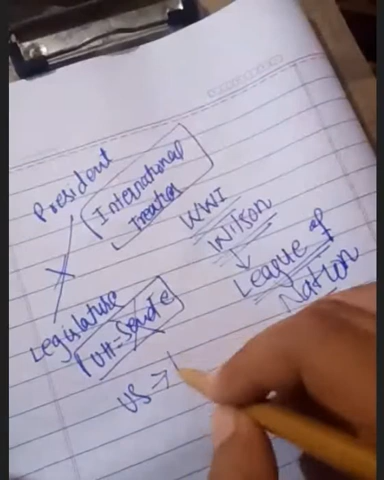 President
International
Treaties
WWI
Wilson
League of
Nation
Legislature
UH = Senate
US →